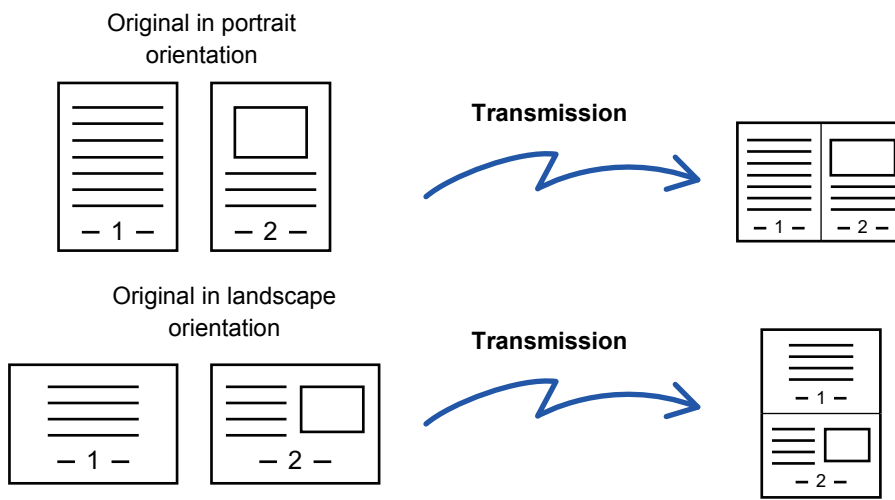 Original in portrait
orientation
Transmission
– 1 –
– 2 –
– 1 –
– 2 –
Original in landscape
orientation
Transmission
– 1 –
– 2 –
– 1 –
– 2 –